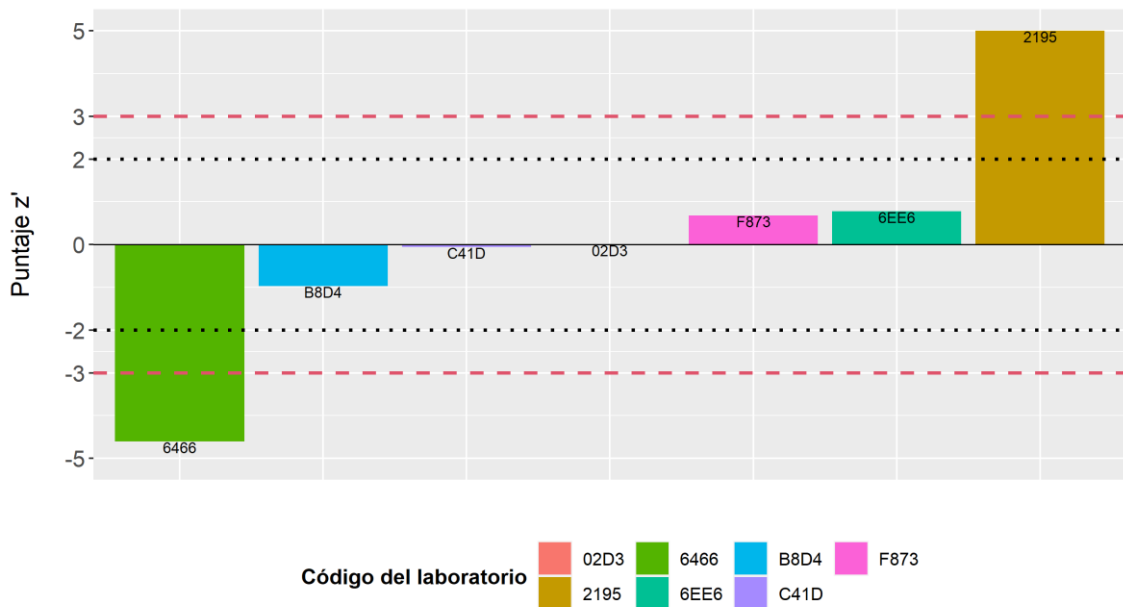 5
2195
3
2
F873
6EE6
Puntaje z'
0
C41D
02D3
B8D4
-2
-3
6466
-5
Código del laboratorio
02D3 6466 B8D4 F873
2195 6EE6 C41D